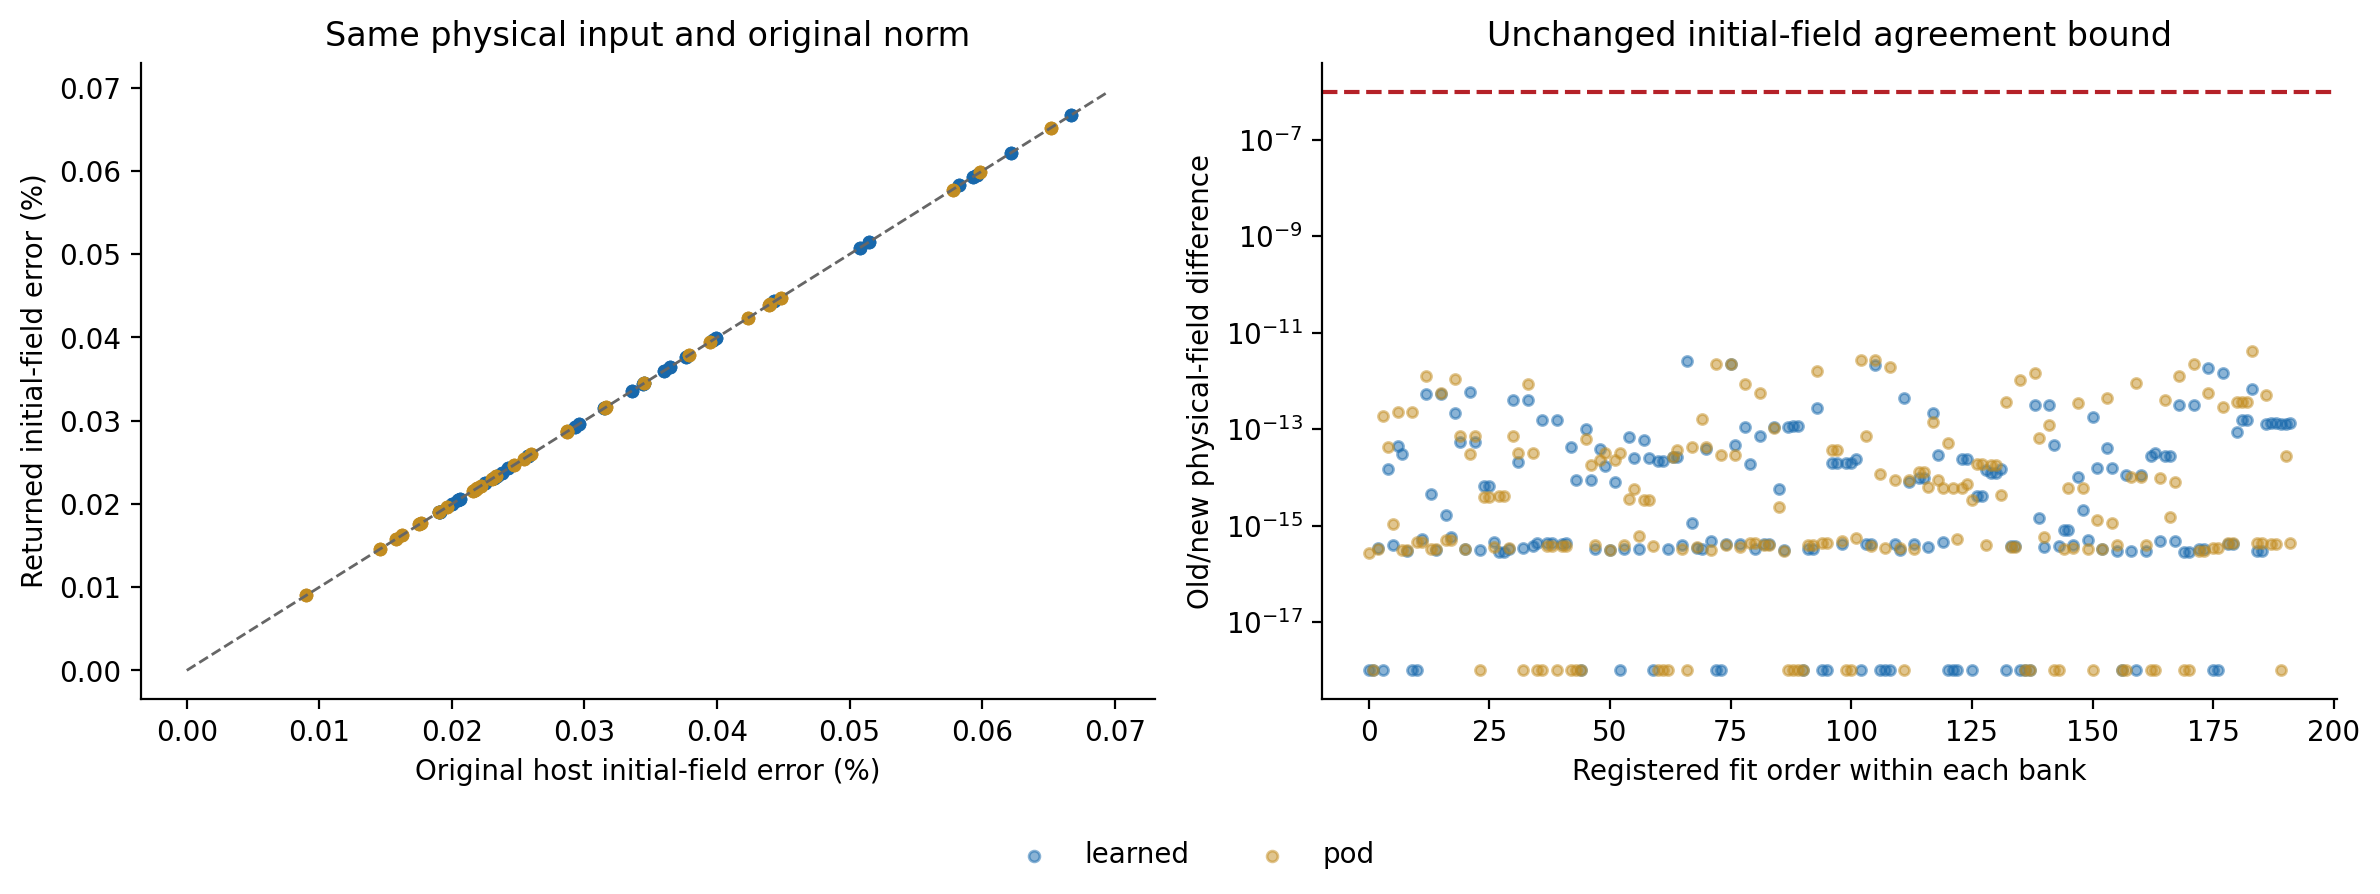 Same physical input and original norm
Returned initial-field error (%)
0.07
0.06
0.05
0.04
0.03
0.02
0.01
0.00
0.00 0.01 0.02 0.03 0.04 0.05 0.06 0.07
Original host initial-field error (%)
Unchanged initial-field agreement bound
Old/new physical-field difference
10⁻⁷
10⁻⁹
10⁻¹¹
10⁻¹³
10⁻¹⁵
10⁻¹⁷
0 25 50 75 100 125 150 175 200
Registered fit order within each bank
learned pod